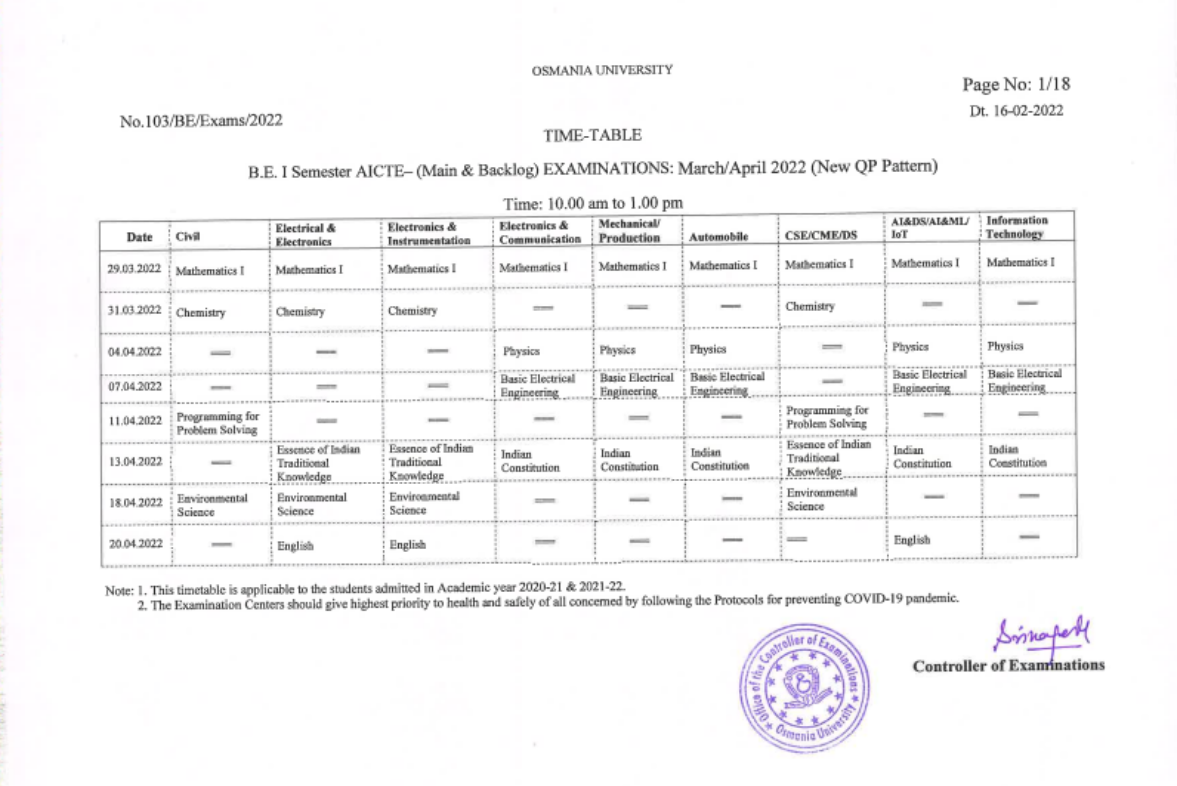 OSMANIA UNIVERSITY
Page No: 1/18
No.103/BE/Exams/2022
Dt. 16-02-2022
TIME-TABLE
B.E. I Semester AICTE– (Main & Backlog) EXAMINATIONS: March/April 2022 (New QP Pattern)
Time: 10.00 am to 1.00 pm
Date Civil Electrical & Electronics Electronics & Instrumentation Electronics & Communication Mechanical/ Production Automobile CSE/CME/DS AI&DS/AI&ML/ IoT Information Technology
29.03.2022 Mathematics I Mathematics I Mathematics I Mathematics I Mathematics I Mathematics I Mathematics I Mathematics I Mathematics I
31.03.2022 Chemistry Chemistry Chemistry — — — Chemistry — —
04.04.2022 — — — Physics Physics Physics — Physics Physics
07.04.2022 — — — Basic Electrical Engineering Basic Electrical Engineering Basic Electrical Engineering — Basic Electrical Engineering Basic Electrical Engineering
11.04.2022 Programming for Problem Solving — — — — — Programming for Problem Solving — —
13.04.2022 — Essence of Indian Traditional Knowledge Essence of Indian Traditional Knowledge Indian Constitution Indian Constitution Indian Constitution Essence of Indian Traditional Knowledge Indian Constitution Indian Constitution
18.04.2022 Environmental Science Environmental Science Environmental Science — — — Environmental Science — —
20.04.2022 — English English — — — — English —
Note: 1. This timetable is applicable to the students admitted in Academic year 2020-21 & 2021-22.
2. The Examination Centers should give highest priority to health and safely of all concerned by following the Protocols for preventing COVID-19 pandemic.
Controller of Examinations
Office of the Controller of Examinations
Osmania University